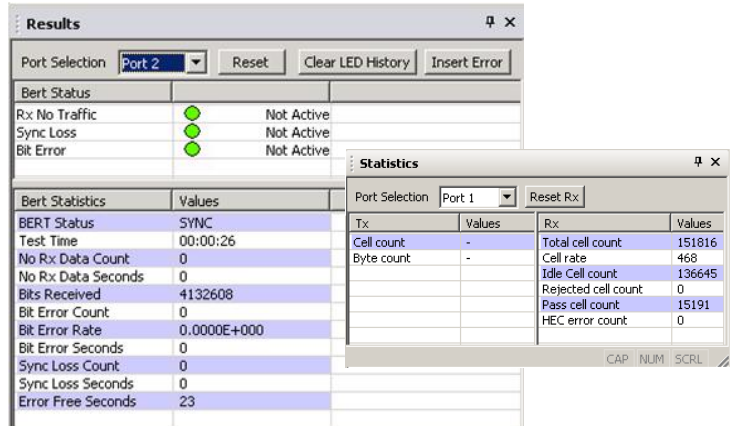 Results
Port Selection Port 2 Reset Clear LED History Insert Error
Bert Status
Rx No Traffic Not Active
Sync Loss Not Active
Bit Error Not Active
Bert Statistics Values
BERT Status SYNC
Test Time 00:00:26
No Rx Data Count 0
No Rx Data Seconds 0
Bits Received 4132608
Bit Error Count 0
Bit Error Rate 0.0000E+000
Bit Error Seconds 0
Sync Loss Count 0
Sync Loss Seconds 0
Error Free Seconds 23
Statistics
Port Selection Port 1 Reset Rx
Tx Values Rx Values
Cell count - Total cell count 151816
Byte count - Cell rate 468
Idle Cell count 136645
Rejected cell count 0
Pass cell count 15191
HEC error count 0
CAP NUM SCRL